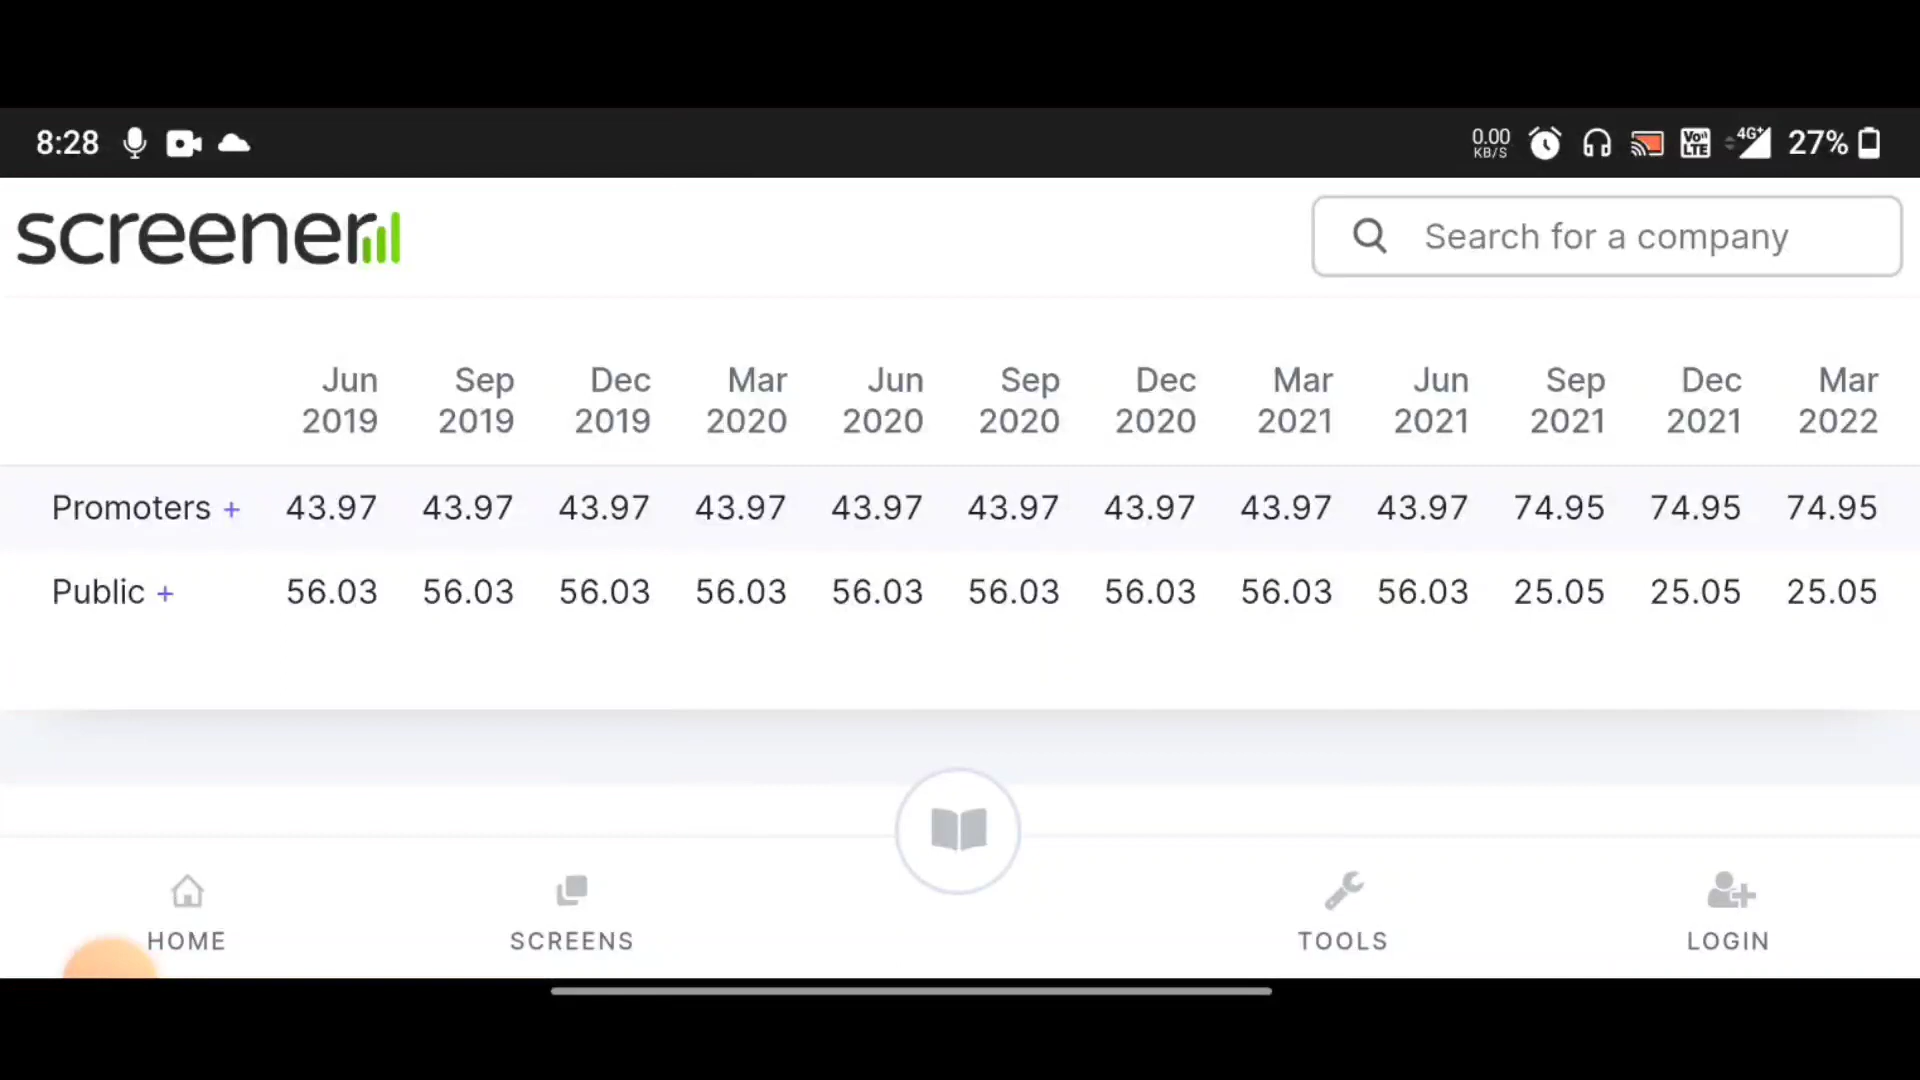 8:28 0.00 KB/S Vo)) LTE 4G+ 27%
screener Search for a company
Jun Sep Dec Mar Jun Sep Dec Mar Jun Sep Dec Mar
2019 2019 2019 2020 2020 2020 2020 2021 2021 2021 2021 2022
Promoters + 43.97 43.97 43.97 43.97 43.97 43.97 43.97 43.97 43.97 74.95 74.95 74.95
Public + 56.03 56.03 56.03 56.03 56.03 56.03 56.03 56.03 56.03 25.05 25.05 25.05
HOME SCREENS TOOLS LOGIN